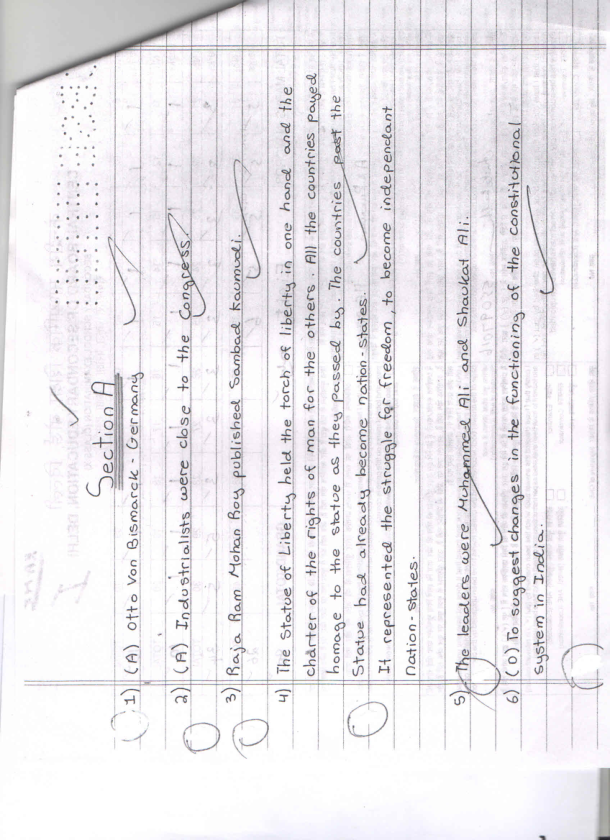 Section A
1) (A) Otto Von Bismarck - Germany
2) (A) Industrialists were close to the Congress.
3) Raja Ram Mohan Roy published Sambad Kaumudi.
4) The Statue of Liberty held the torch of liberty in one hand and the
charter of the rights of man for the others. All the countries payed
homage to the statue as they passed by. The countries past the
Statue had already become nation-states.
It represented the struggle for freedom, to become independant
nation-states.
5) The leaders were Muhammed Ali and Shaukat Ali.
6) (D) To suggest changes in the functioning of the constitutional
system in India.